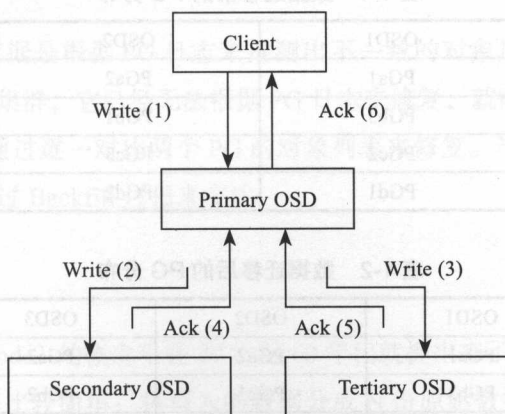 Client
Write (1)
Ack (6)
Primary OSD
Write (2)
Write (3)
Ack (4)
Ack (5)
Secondary OSD
Tertiary OSD